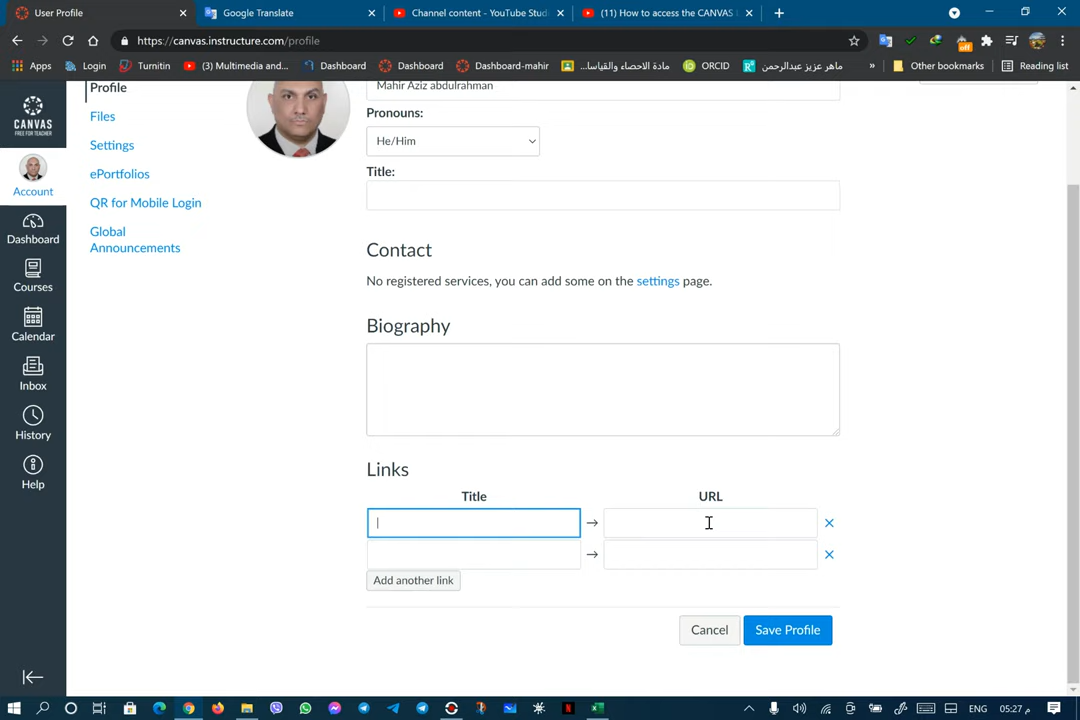 User Profile
Google Translate
Channel content - YouTube Stud
(11) How to access the CANVAS L
https://canvas.instructure.com/profile
Apps
Login
Turnitin
(3) Multimedia and...
Dashboard
Dashboard
Dashboard-mahir
مادة الاحصاء والقياسا...
ORCID
ماهر عزيز عبدالرحمن
»
Other bookmarks
Reading list
CANVAS
FREE FOR TEACHER
Account
Dashboard
Courses
Calendar
Inbox
History
Help
Profile
Files
Settings
ePortfolios
QR for Mobile Login
Global
Announcements
Mahir Aziz abdulrahman
Pronouns:
He/Him
Title:
Contact
No registered services, you can add some on the settings page.
Biography
Links
Title URL
→
→
Add another link
Cancel Save Profile
ENG
05:27 م